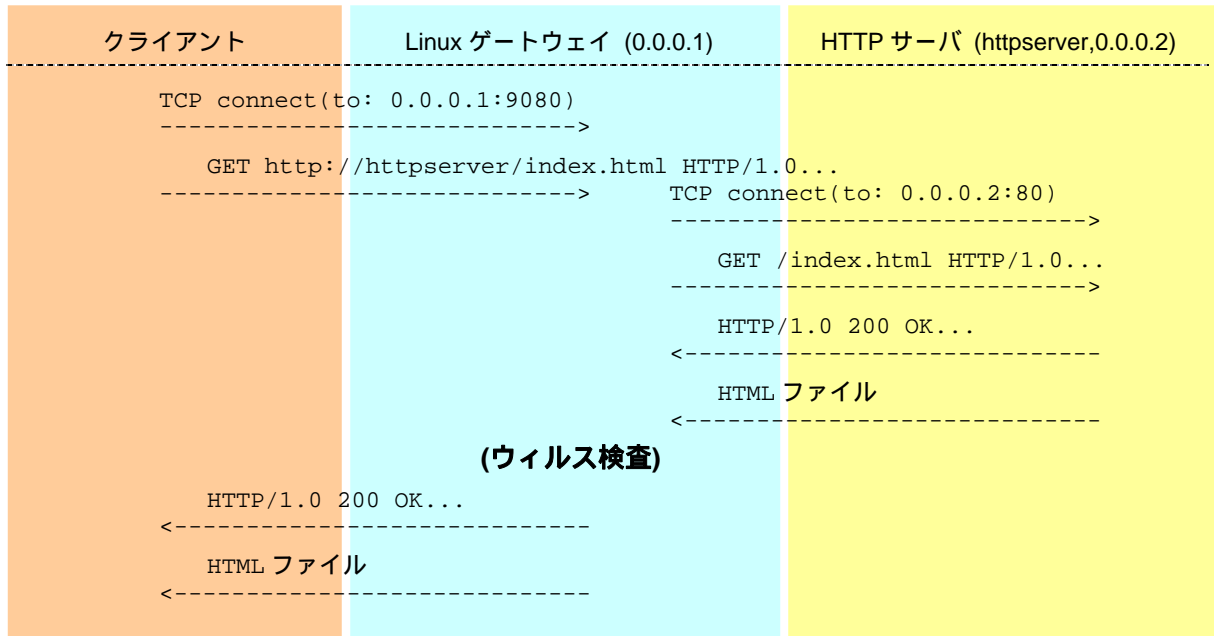 クライアント
Linux ゲートウェイ (0.0.0.1)
HTTP サーバ (httpserver,0.0.0.2)
TCP connect(to: 0.0.0.1:9080)
----------------------------->
GET http://httpserver/index.html HTTP/1.0...
----------------------------->
TCP connect(to: 0.0.0.2:80)
----------------------------->
GET /index.html HTTP/1.0...
----------------------------->
HTTP/1.0 200 OK...
<-----------------------------
HTML ファイル
<-----------------------------
(ウィルス検査)
HTTP/1.0 200 OK...
<-----------------------------
HTML ファイル
<-----------------------------